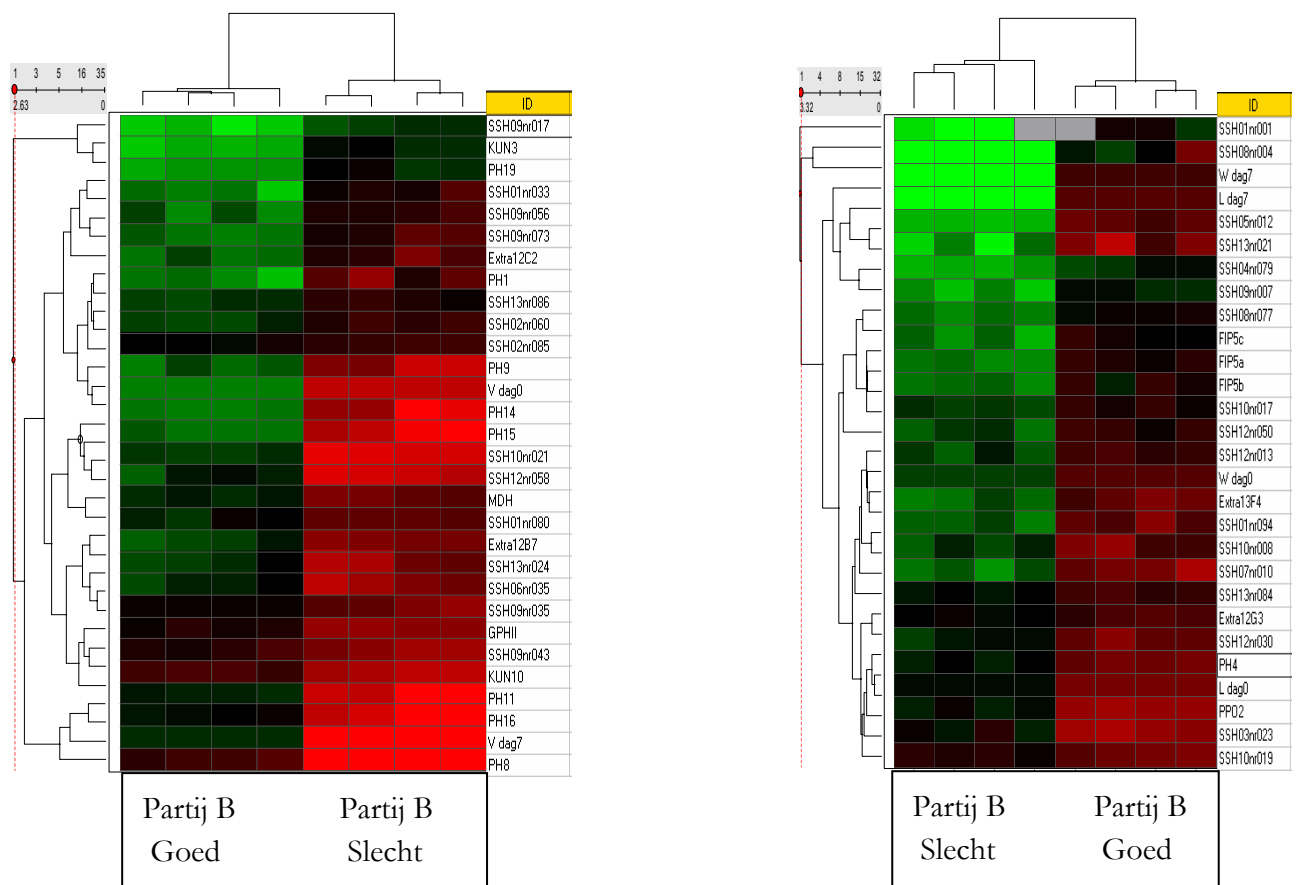 1 3 5 16 35
2.63 0
ID
SSH09nr017
KUN3
PH19
SSH01nr033
SSH09nr056
SSH09nr073
Extra12C2
PH1
SSH13nr086
SSH02nr060
SSH02nr085
PH9
V dag0
PH14
PH15
SSH10nr021
SSH12nr058
MDH
SSH01nr080
Extra12B7
SSH13nr024
SSH06nr035
SSH09nr035
GPHII
SSH09nr043
KUN10
PH11
PH16
V dag7
PH8
Partij B
Goed
Partij B
Slecht
1 4 8 15 32
3.32 0
ID
SSH01nr001
SSH08nr004
W dag7
L dag7
SSH05nr012
SSH13nr021
SSH04nr079
SSH09nr007
SSH08nr077
FIP5c
FIP5a
FIP5b
SSH10nr017
SSH12nr050
SSH12nr013
W dag0
Extra13F4
SSH01nr094
SSH10nr008
SSH07nr010
SSH13nr084
Extra12G3
SSH12nr030
PH4
L dag0
PPO2
SSH03nr023
SSH10nr019
Partij B
Slecht
Partij B
Goed